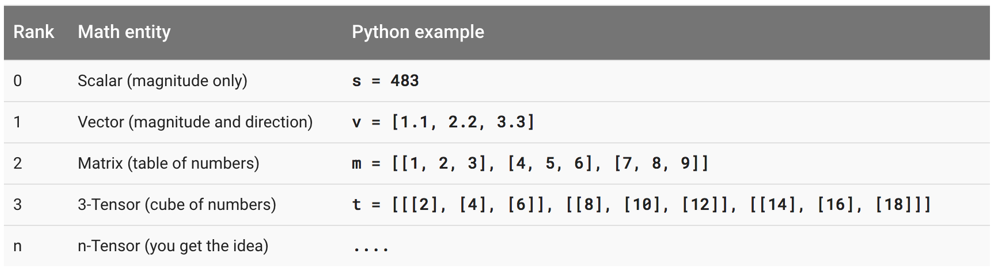 Rank Math entity Python example
0 Scalar (magnitude only) s = 483
1 Vector (magnitude and direction) v = [1.1, 2.2, 3.3]
2 Matrix (table of numbers) m = [[1, 2, 3], [4, 5, 6], [7, 8, 9]]
3 3-Tensor (cube of numbers) t = [[[2], [4], [6]], [[8], [10], [12]], [[14], [16], [18]]]
n n-Tensor (you get the idea) ....